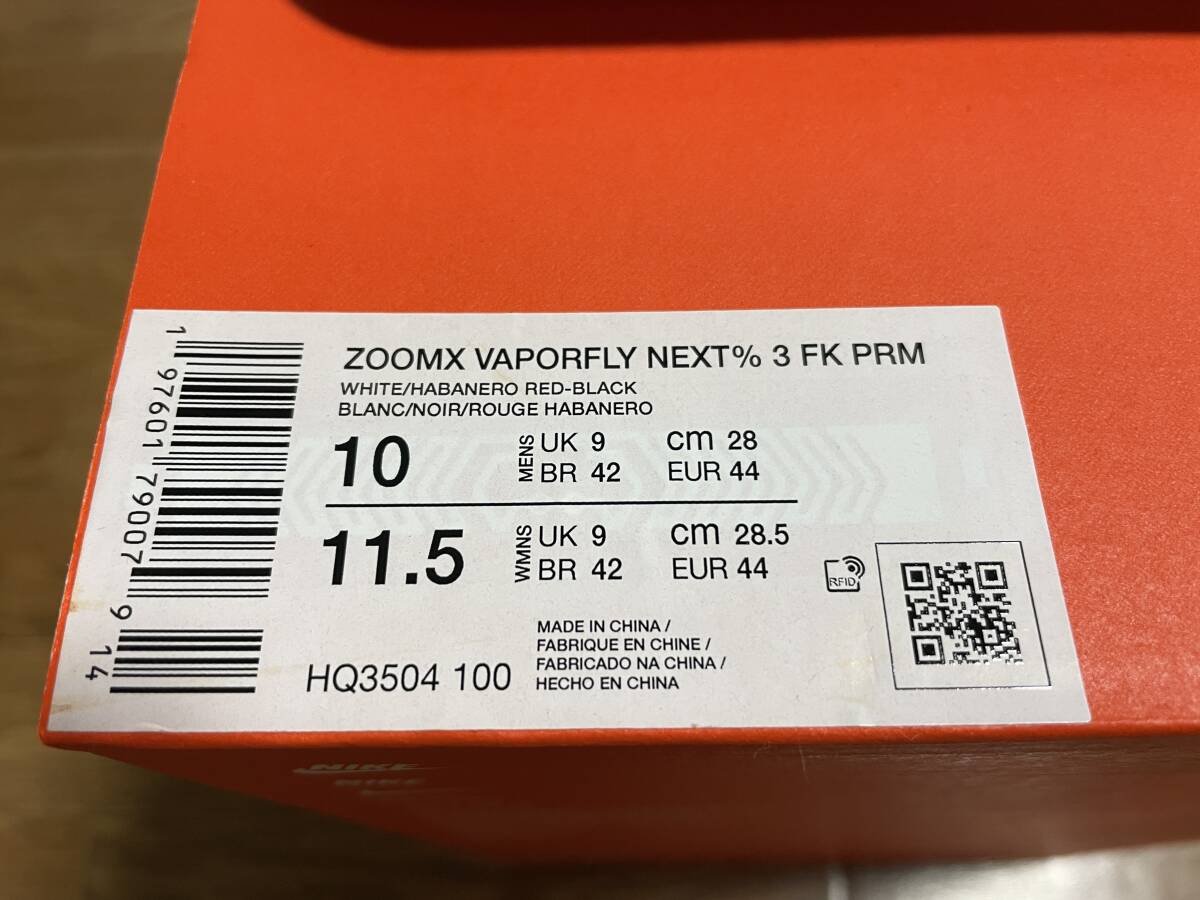 ZOOMX VAPORFLY NEXT% 3 FK PRM
WHITE/HABANERO RED-BLACK
BLANC/NOIR/ROUGE HABANERO
10 MENS UK 9 cm 28
BR 42 EUR 44
11.5 WMNS UK 9 cm 28.5
BR 42 EUR 44
RFID
MADE IN CHINA /
FABRIQUE EN CHINE /
FABRICADO NA CHINA /
HECHO EN CHINA
HQ3504 100
1 97601 79007 9 14
NIKE
NIKE